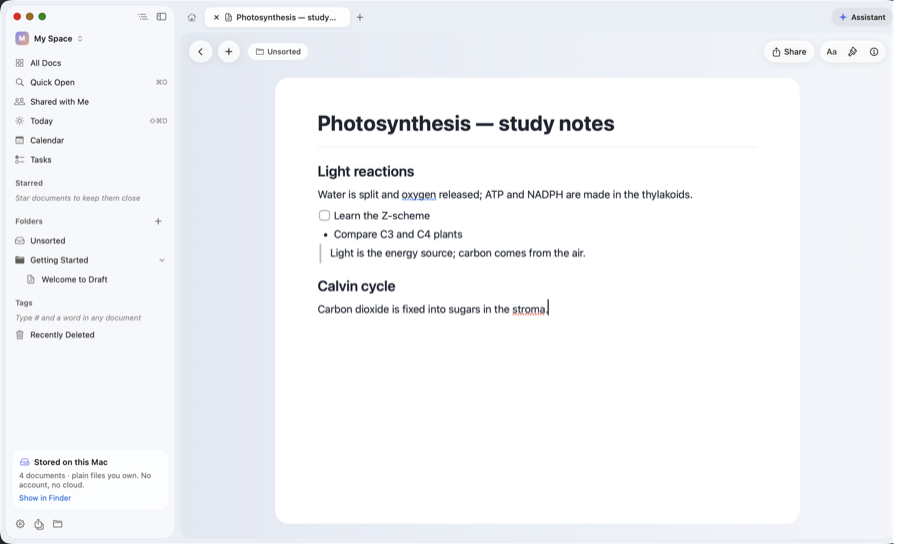 M My Space
All Docs
Quick Open ⌘O
Shared with Me
Today ⇧⌘D
Calendar
Tasks
Starred
Star documents to keep them close
Folders +
Unsorted
Getting Started
Welcome to Draft
Tags
Type # and a word in any document
Recently Deleted
Stored on this Mac
4 documents · plain files you own. No
account, no cloud.
Show in Finder
Photosynthesis — study...
Assistant
Unsorted
Share
Aa
Photosynthesis — study notes
Light reactions
Water is split and oxygen released; ATP and NADPH are made in the thylakoids.
Learn the Z-scheme
• Compare C3 and C4 plants
Light is the energy source; carbon comes from the air.
Calvin cycle
Carbon dioxide is fixed into sugars in the stroma.